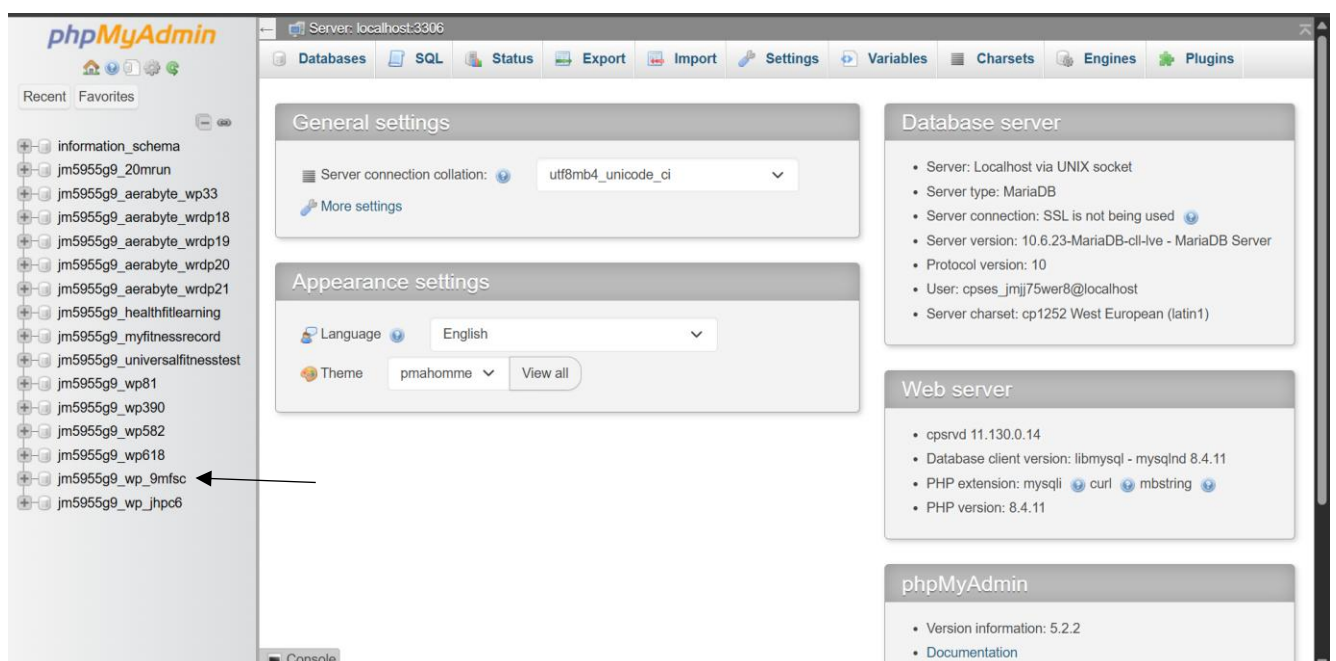 phpMyAdmin
Recent Favorites
information_schema
jm5955g9_20mrun
jm5955g9_aerabyte_wp33
jm5955g9_aerabyte_wrdp18
jm5955g9_aerabyte_wrdp19
jm5955g9_aerabyte_wrdp20
jm5955g9_aerabyte_wrdp21
jm5955g9_healthfitlearning
jm5955g9_myfitnessrecord
jm5955g9_universalfitnesstest
jm5955g9_wp81
jm5955g9_wp390
jm5955g9_wp582
jm5955g9_wp618
jm5955g9_wp_9mfsc
jm5955g9_wp_jhpc6
Server: localhost:3306
Databases SQL Status Export Import Settings Variables Charsets Engines Plugins
General settings
Server connection collation: utf8mb4_unicode_ci
More settings
Appearance settings
Language English
Theme pmahomme View all
Database server
• Server: Localhost via UNIX socket
• Server type: MariaDB
• Server connection: SSL is not being used
• Server version: 10.6.23-MariaDB-cll-lve - MariaDB Server
• Protocol version: 10
• User: cpses_jmjj75wer8@localhost
• Server charset: cp1252 West European (latin1)
Web server
• cpsrvd 11.130.0.14
• Database client version: libmysql - mysqlnd 8.4.11
• PHP extension: mysqli curl mbstring
• PHP version: 8.4.11
phpMyAdmin
• Version information: 5.2.2
• Documentation
Console